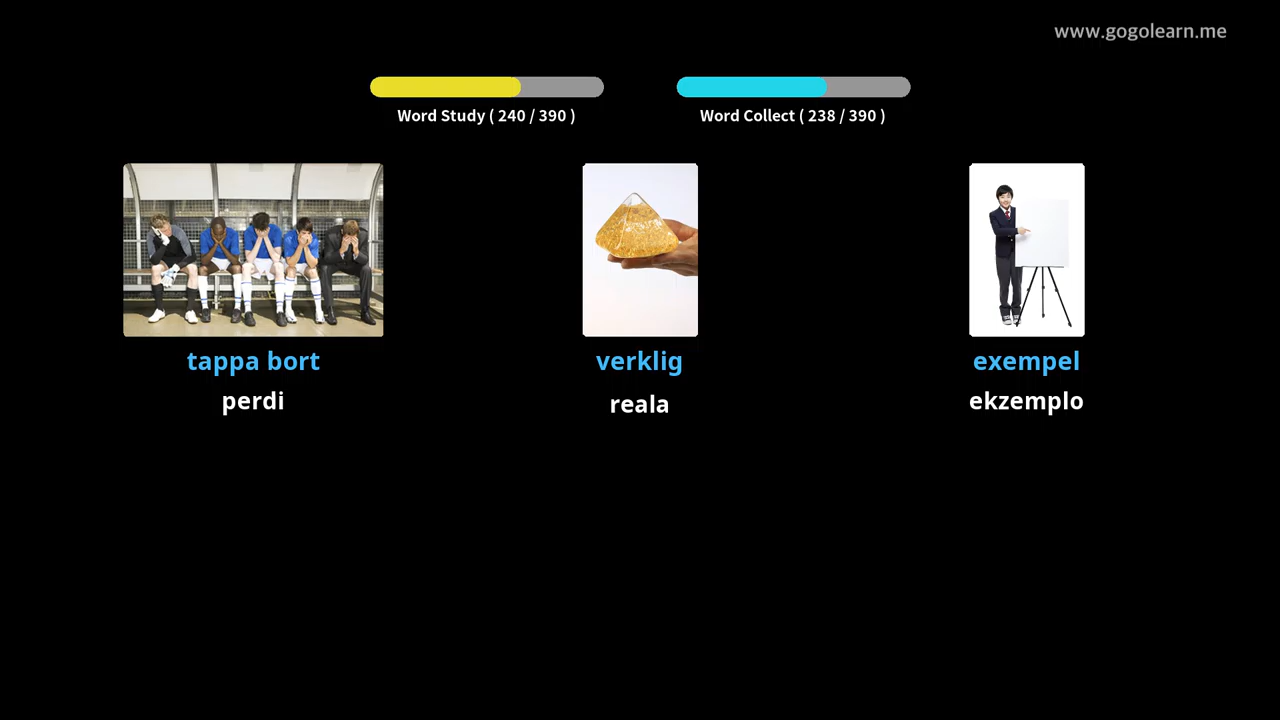 www.gogolearn.me
Word Study ( 240 / 390 )
Word Collect ( 238 / 390 )
tappa bort
verklig
exempel
perdi
reala
ekzemplo